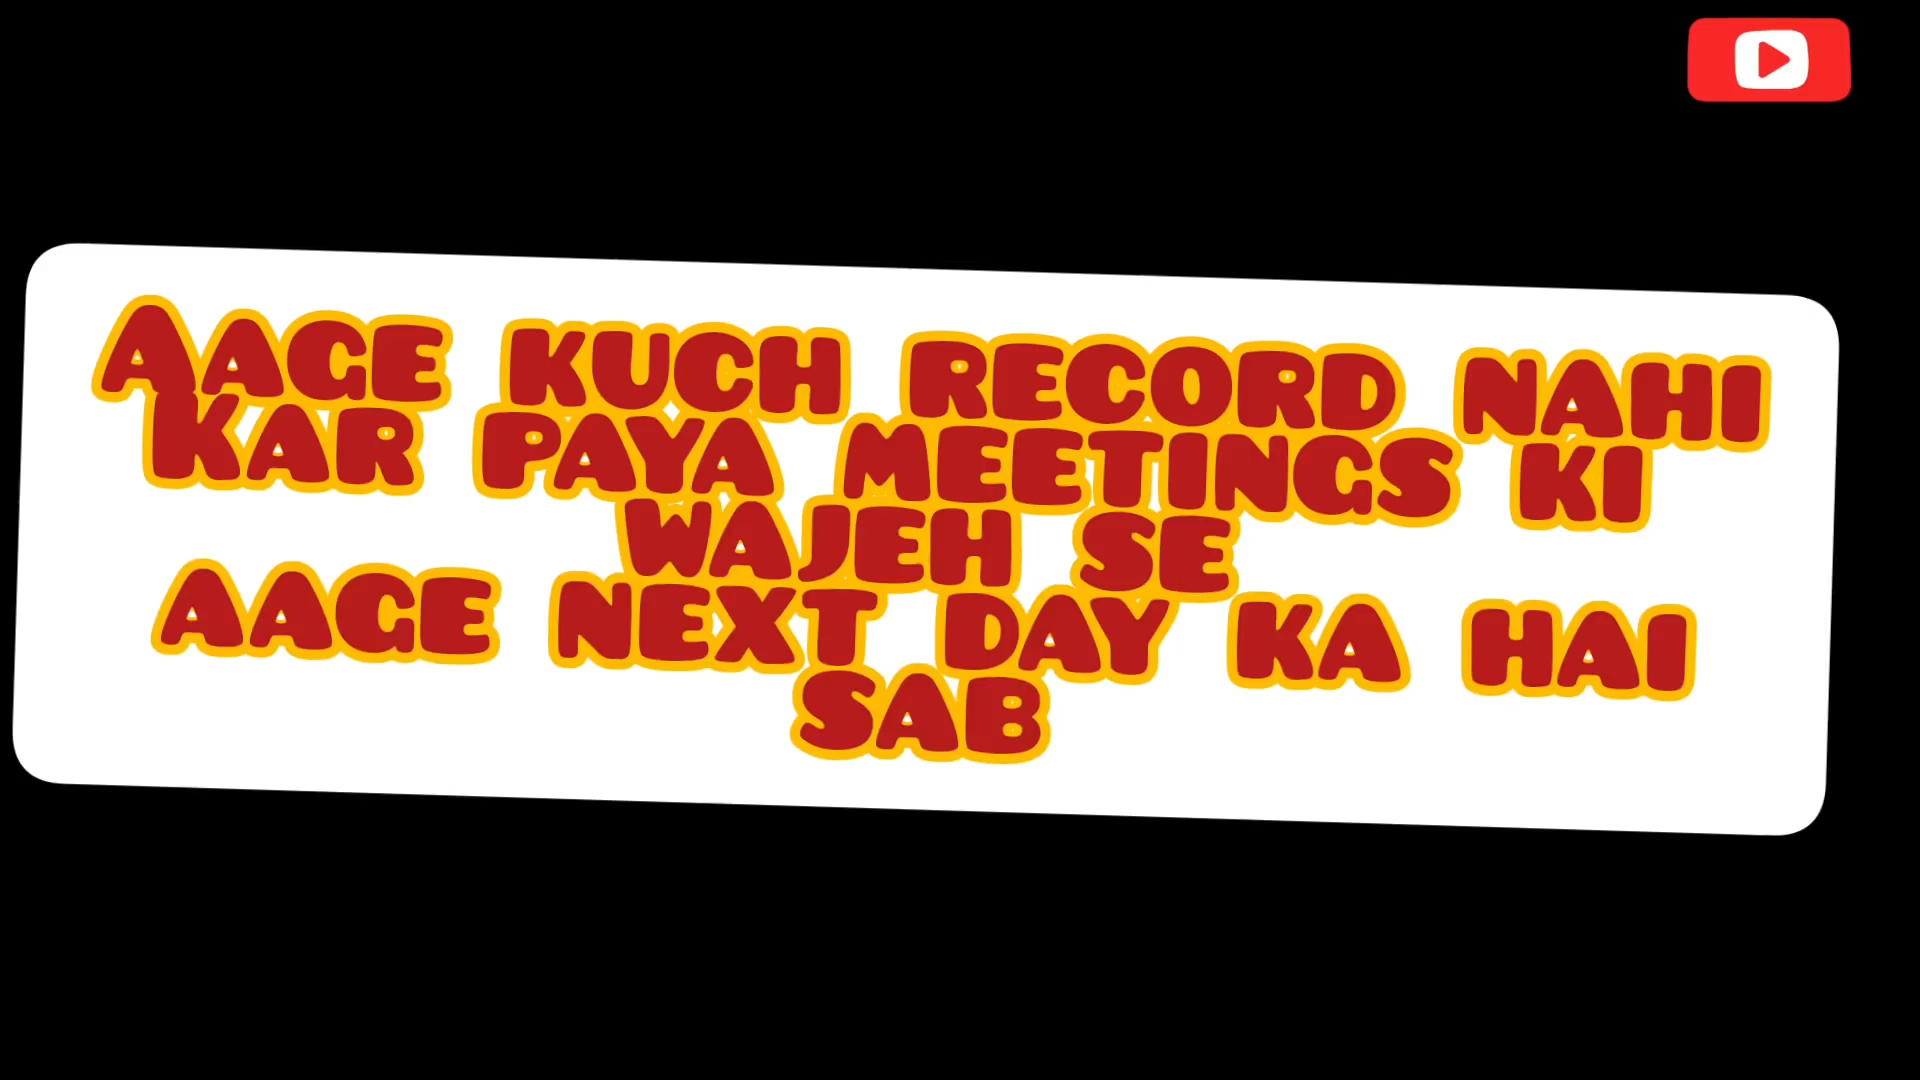 Aage kuch record nahi
Kar paya meetings ki
wajeh se
aage next day ka hai
sab